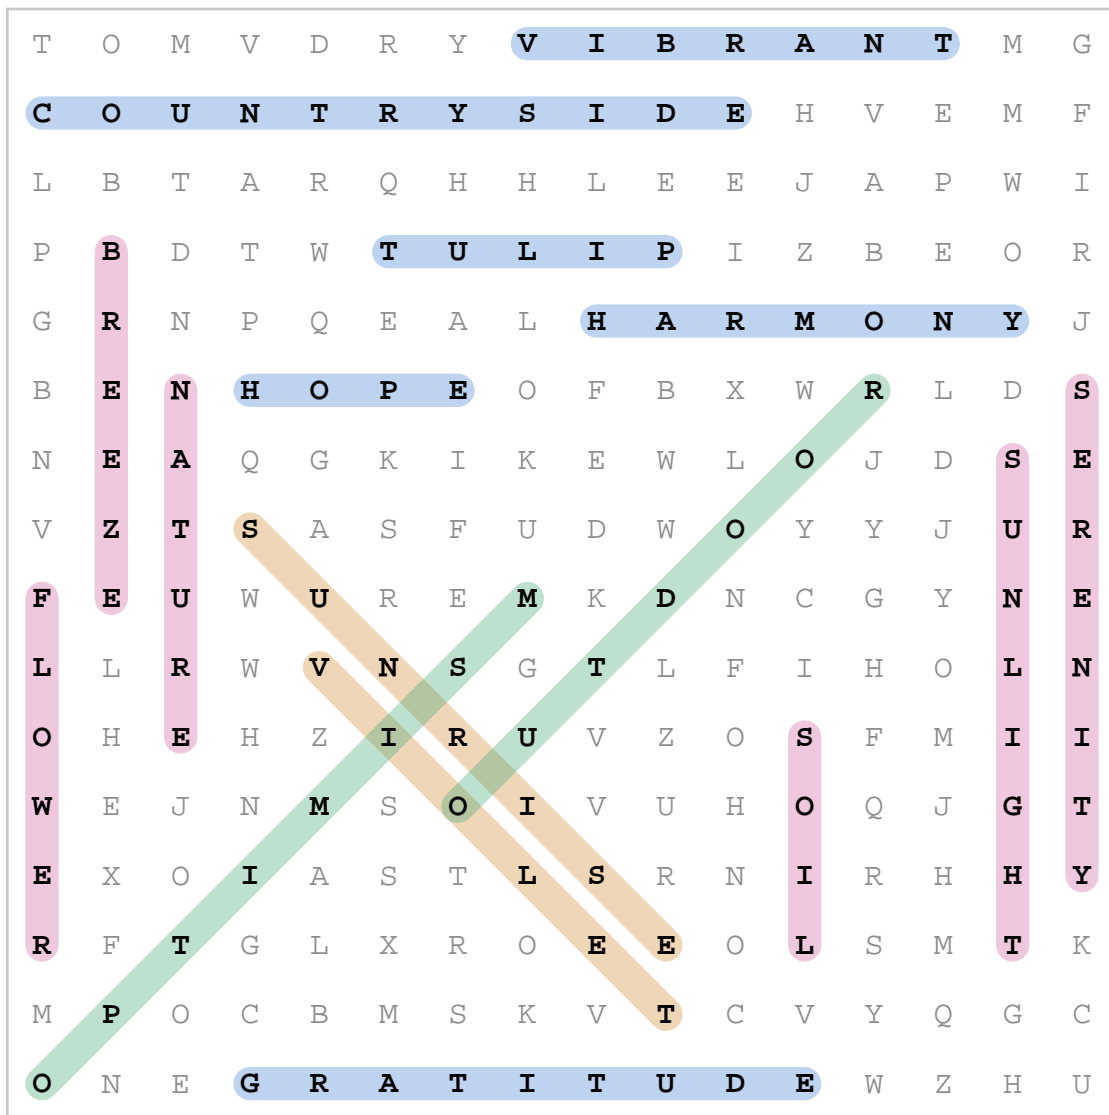 T O M V D R Y V I B R A N T M G
C O U N T R Y S I D E H V E M F
L B T A R Q H H L E E J A P W I
P B D T W T U L I P I Z B E O R
G R N P Q E A L H A R M O N Y J
B E N H O P E O F B X W R L D S
N E A Q G K I K E W L O J D S E
V Z T S A S F U D W O Y Y J U R
F E U W U R E M K D N C G Y N E
L L R W V N S G T L F I H O L N
O H E H Z I R U V Z O S F M I I
W E J N M S O I V U H O Q J G T
E X O I A S T L S R N I R H H Y
R F T G L X R O E E O L S M T K
M P O C B M S K V T C V Y Q G C
O N E G R A T I T U D E W Z H U